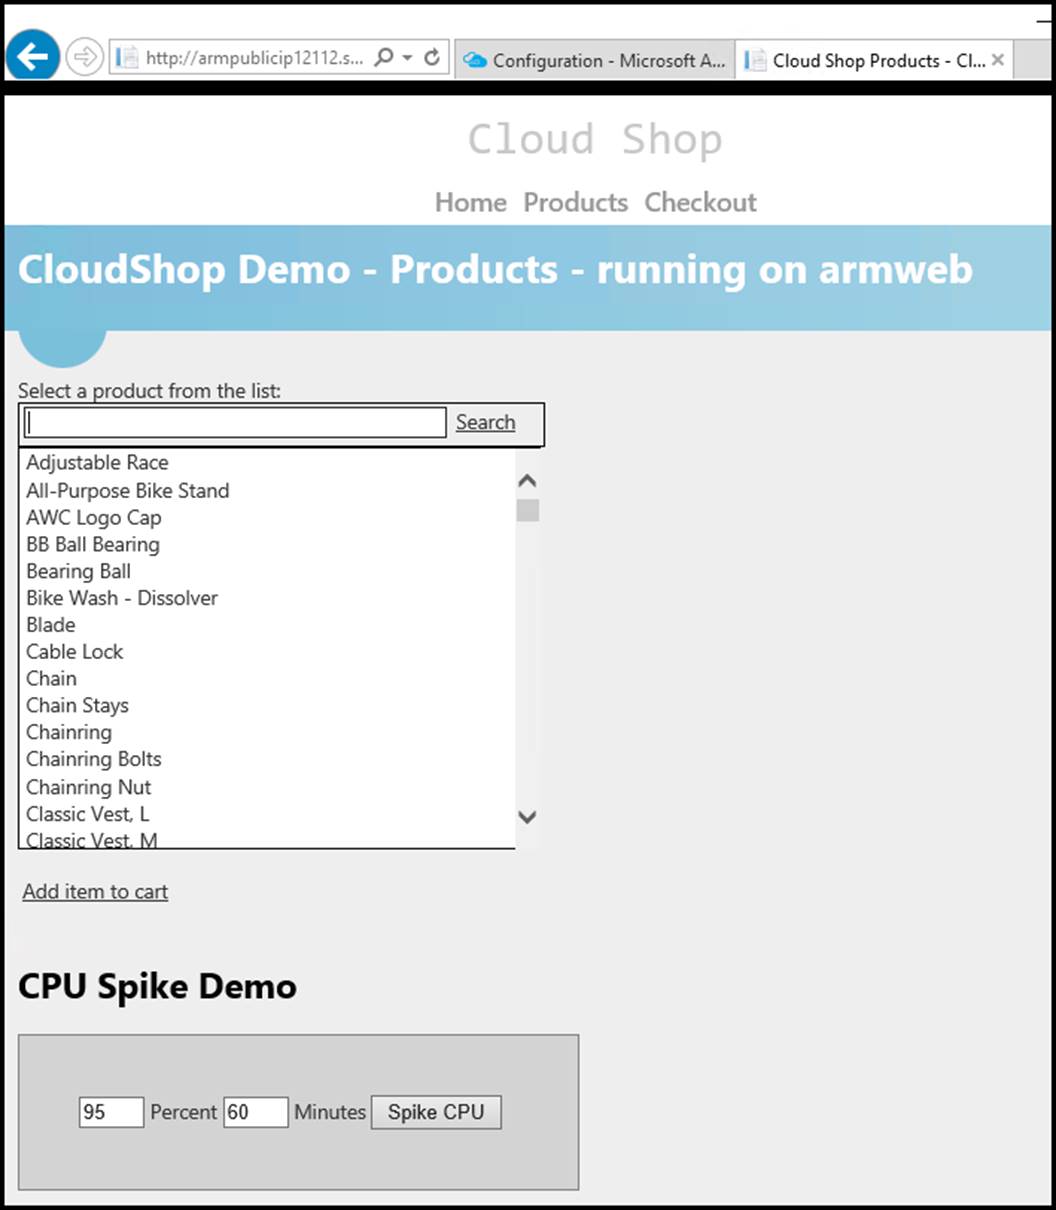 http://armpublicip12112.s...
Configuration - Microsoft A...
Cloud Shop Products - Cl...
Cloud Shop
Home Products Checkout
CloudShop Demo - Products - running on armweb
Select a product from the list:
Search
Adjustable Race
All-Purpose Bike Stand
AWC Logo Cap
BB Ball Bearing
Bearing Ball
Bike Wash - Dissolver
Blade
Cable Lock
Chain
Chain Stays
Chainring
Chainring Bolts
Chainring Nut
Classic Vest, L
Classic Vest, M
Add item to cart
CPU Spike Demo
95 Percent 60 Minutes Spike CPU